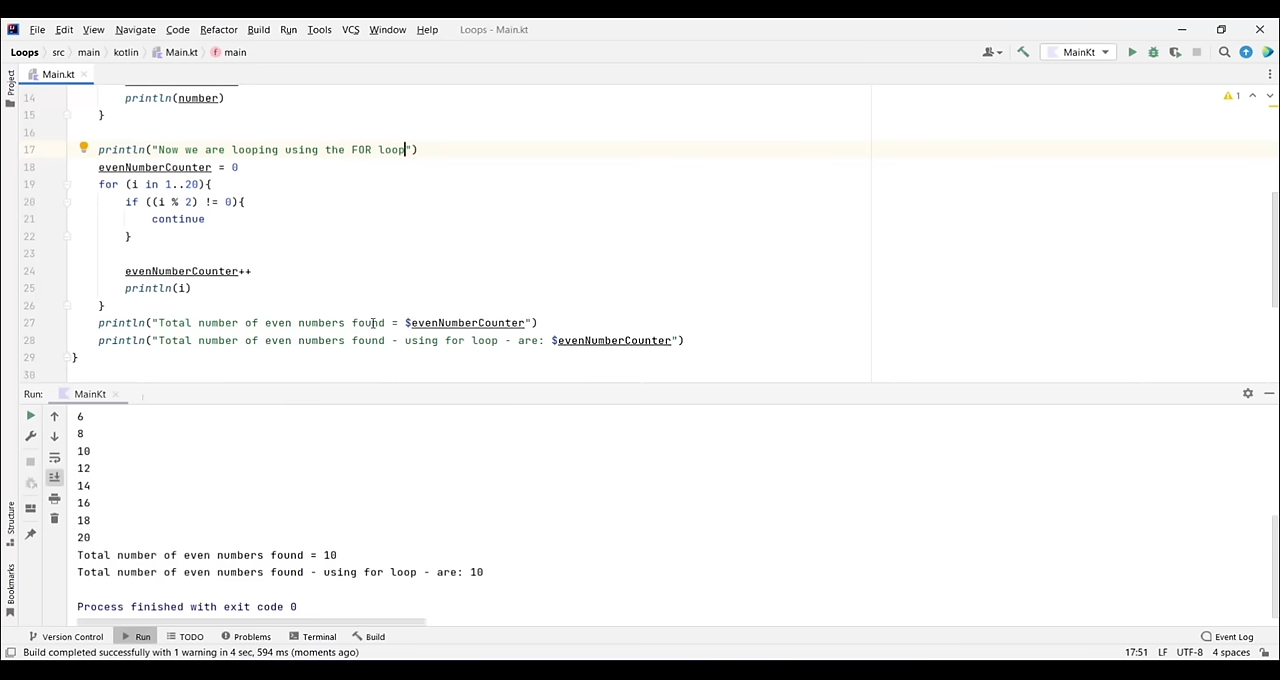 File Edit View Navigate Code Refactor Build Run Tools VCS Window Help Loops - Main.kt
Loops src main kotlin Main.kt main MainKt
Project
Main.kt
14 println(number)
1
15 }
16
17 println("Now we are looping using the FOR loop")
18 evenNumberCounter = 0
19 for (i in 1..20){
20 if ((i % 2) != 0){
21 continue
22 }
23
24 evenNumberCounter++
25 println(i)
26 }
27 println("Total number of even numbers found = $evenNumberCounter")
28 println("Total number of even numbers found - using for loop - are: $evenNumberCounter")
29 }
30
Run: MainKt
6
8
10
12
14
16
18
20
Total number of even numbers found = 10
Total number of even numbers found - using for loop - are: 10
Process finished with exit code 0
Structure
Bookmarks
Version Control Run TODO Problems Terminal Build Event Log
Build completed successfully with 1 warning in 4 sec, 594 ms (moments ago) 17:51 LF UTF-8 4 spaces